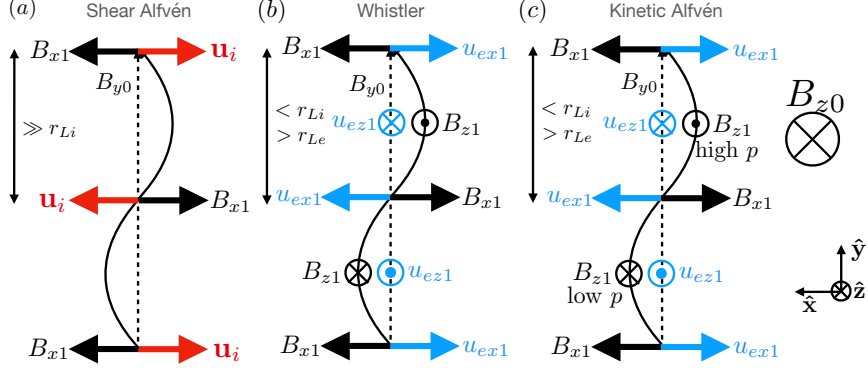 (a) Shear Alfvén
B_{x1} u_i
B_{y0}
≫ r_{Li}
u_i B_{x1}
B_{x1} u_i
(b) Whistler
B_{x1} u_{ex1}
B_{y0}
< r_{Li}
> r_{Le}
u_{ez1} B_{z1}
u_{ex1} B_{x1}
B_{z1} u_{ez1}
B_{x1} u_{ex1}
(c) Kinetic Alfvén
B_{x1} u_{ex1}
B_{y0}
< r_{Li}
> r_{Le}
u_{ez1} B_{z1}
high p
u_{ex1} B_{x1}
B_{z1} u_{ez1}
low p
B_{x1} u_{ex1}
B_{z0}
ŷ
x̂ ẑ